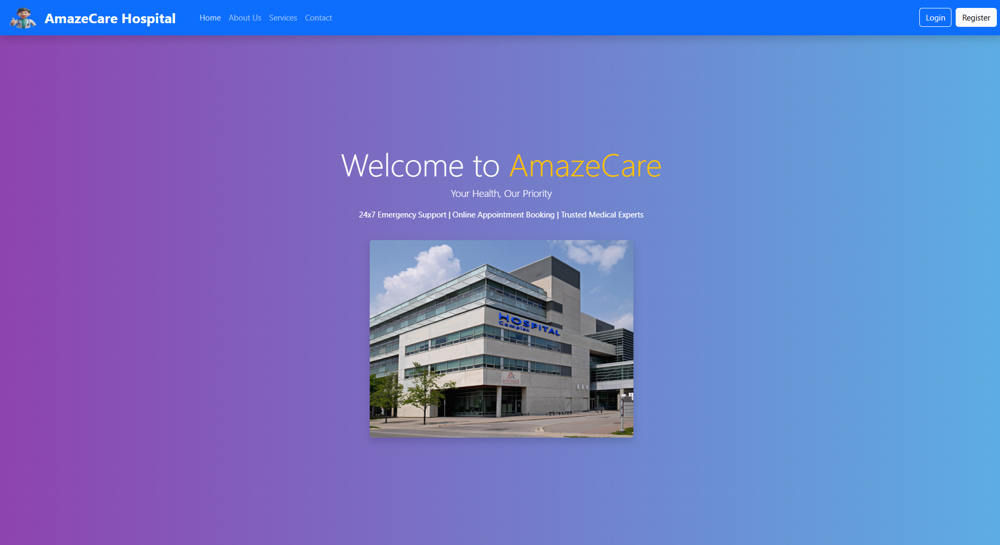 AmazeCare Hospital
Home
About Us
Services
Contact
Login
Register
Welcome to AmazeCare
Your Health, Our Priority
24x7 Emergency Support | Online Appointment Booking | Trusted Medical Experts
HOSPITAL
Complex
ARCMAX